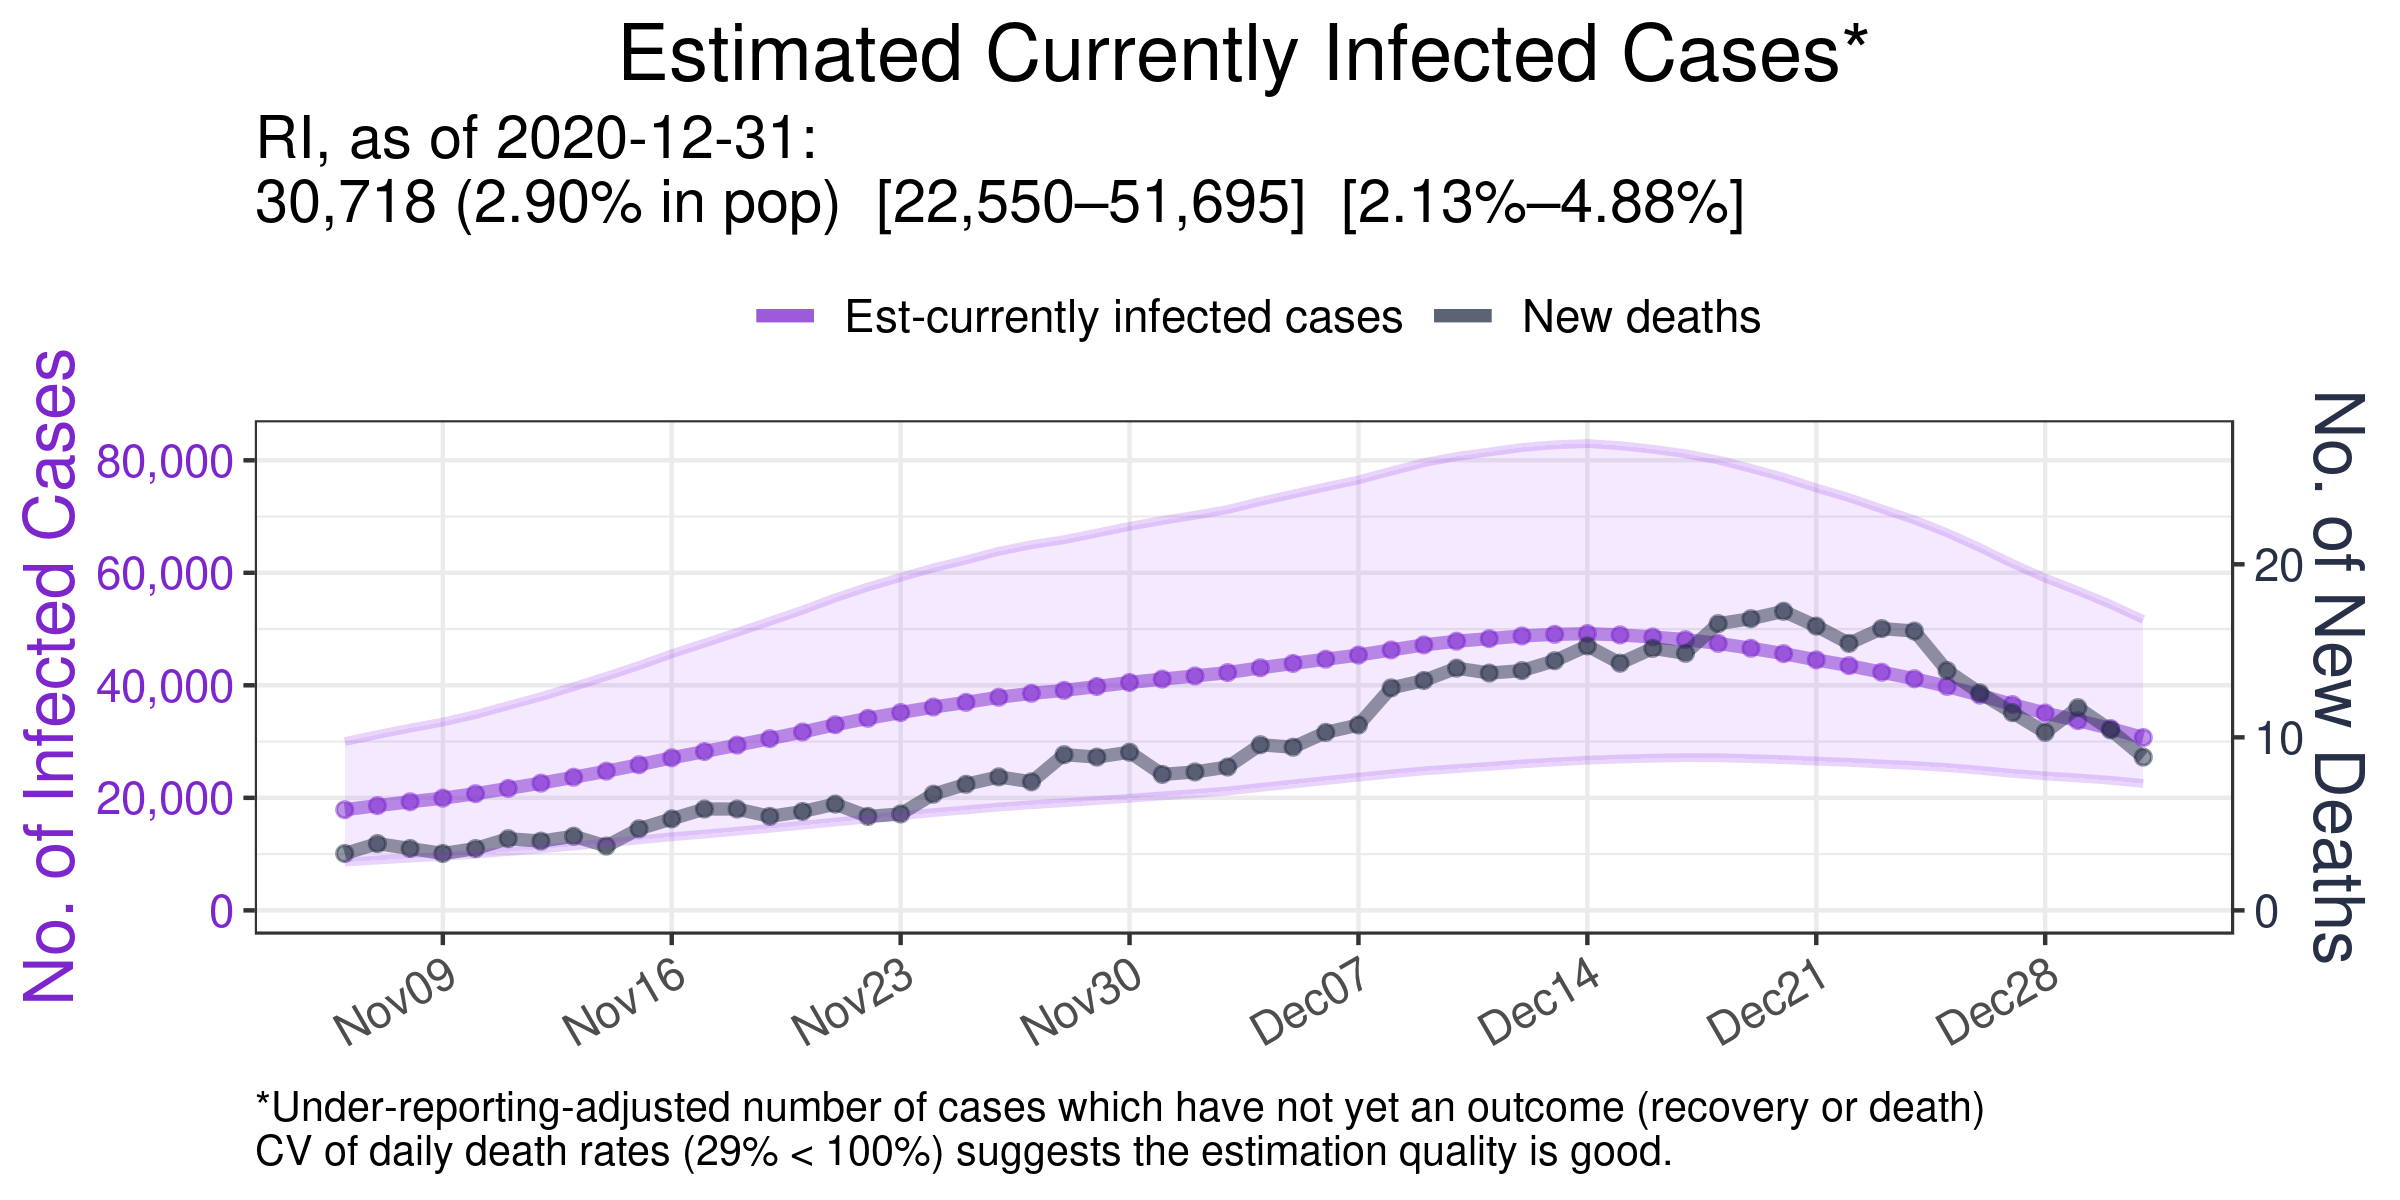 Estimated Currently Infected Cases*
RI, as of 2020-12-31:
30,718 (2.90% in pop)  [22,550–51,695]  [2.13%–4.88%]
Est-currently infected cases
New deaths
No. of Infected Cases
80,000
60,000
40,000
20,000
0
No. of New Deaths
20
10
0
Nov09
Nov16
Nov23
Nov30
Dec07
Dec14
Dec21
Dec28
*Under-reporting-adjusted number of cases which have not yet an outcome (recovery or death)
CV of daily death rates (29% < 100%) suggests the estimation quality is good.